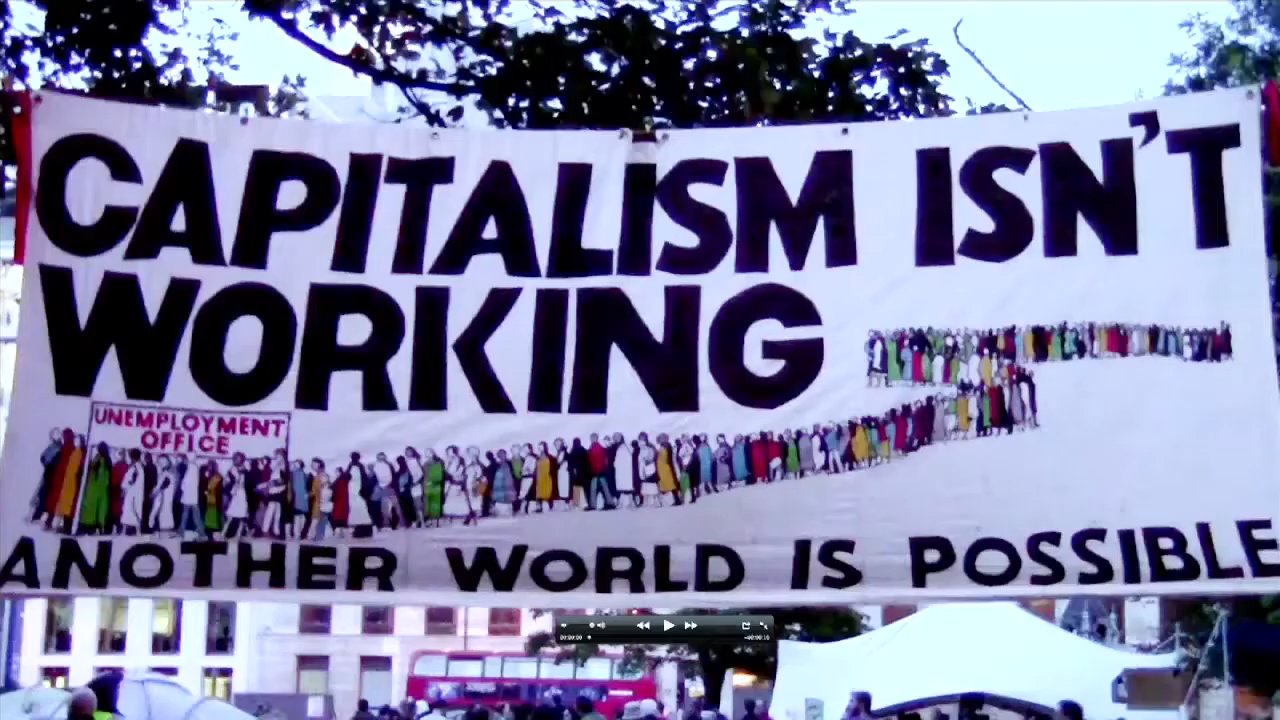 CAPITALISM ISN'T
WORKING
UNEMPLOYMENT
OFFICE
ANOTHER WORLD IS POSSIBLE